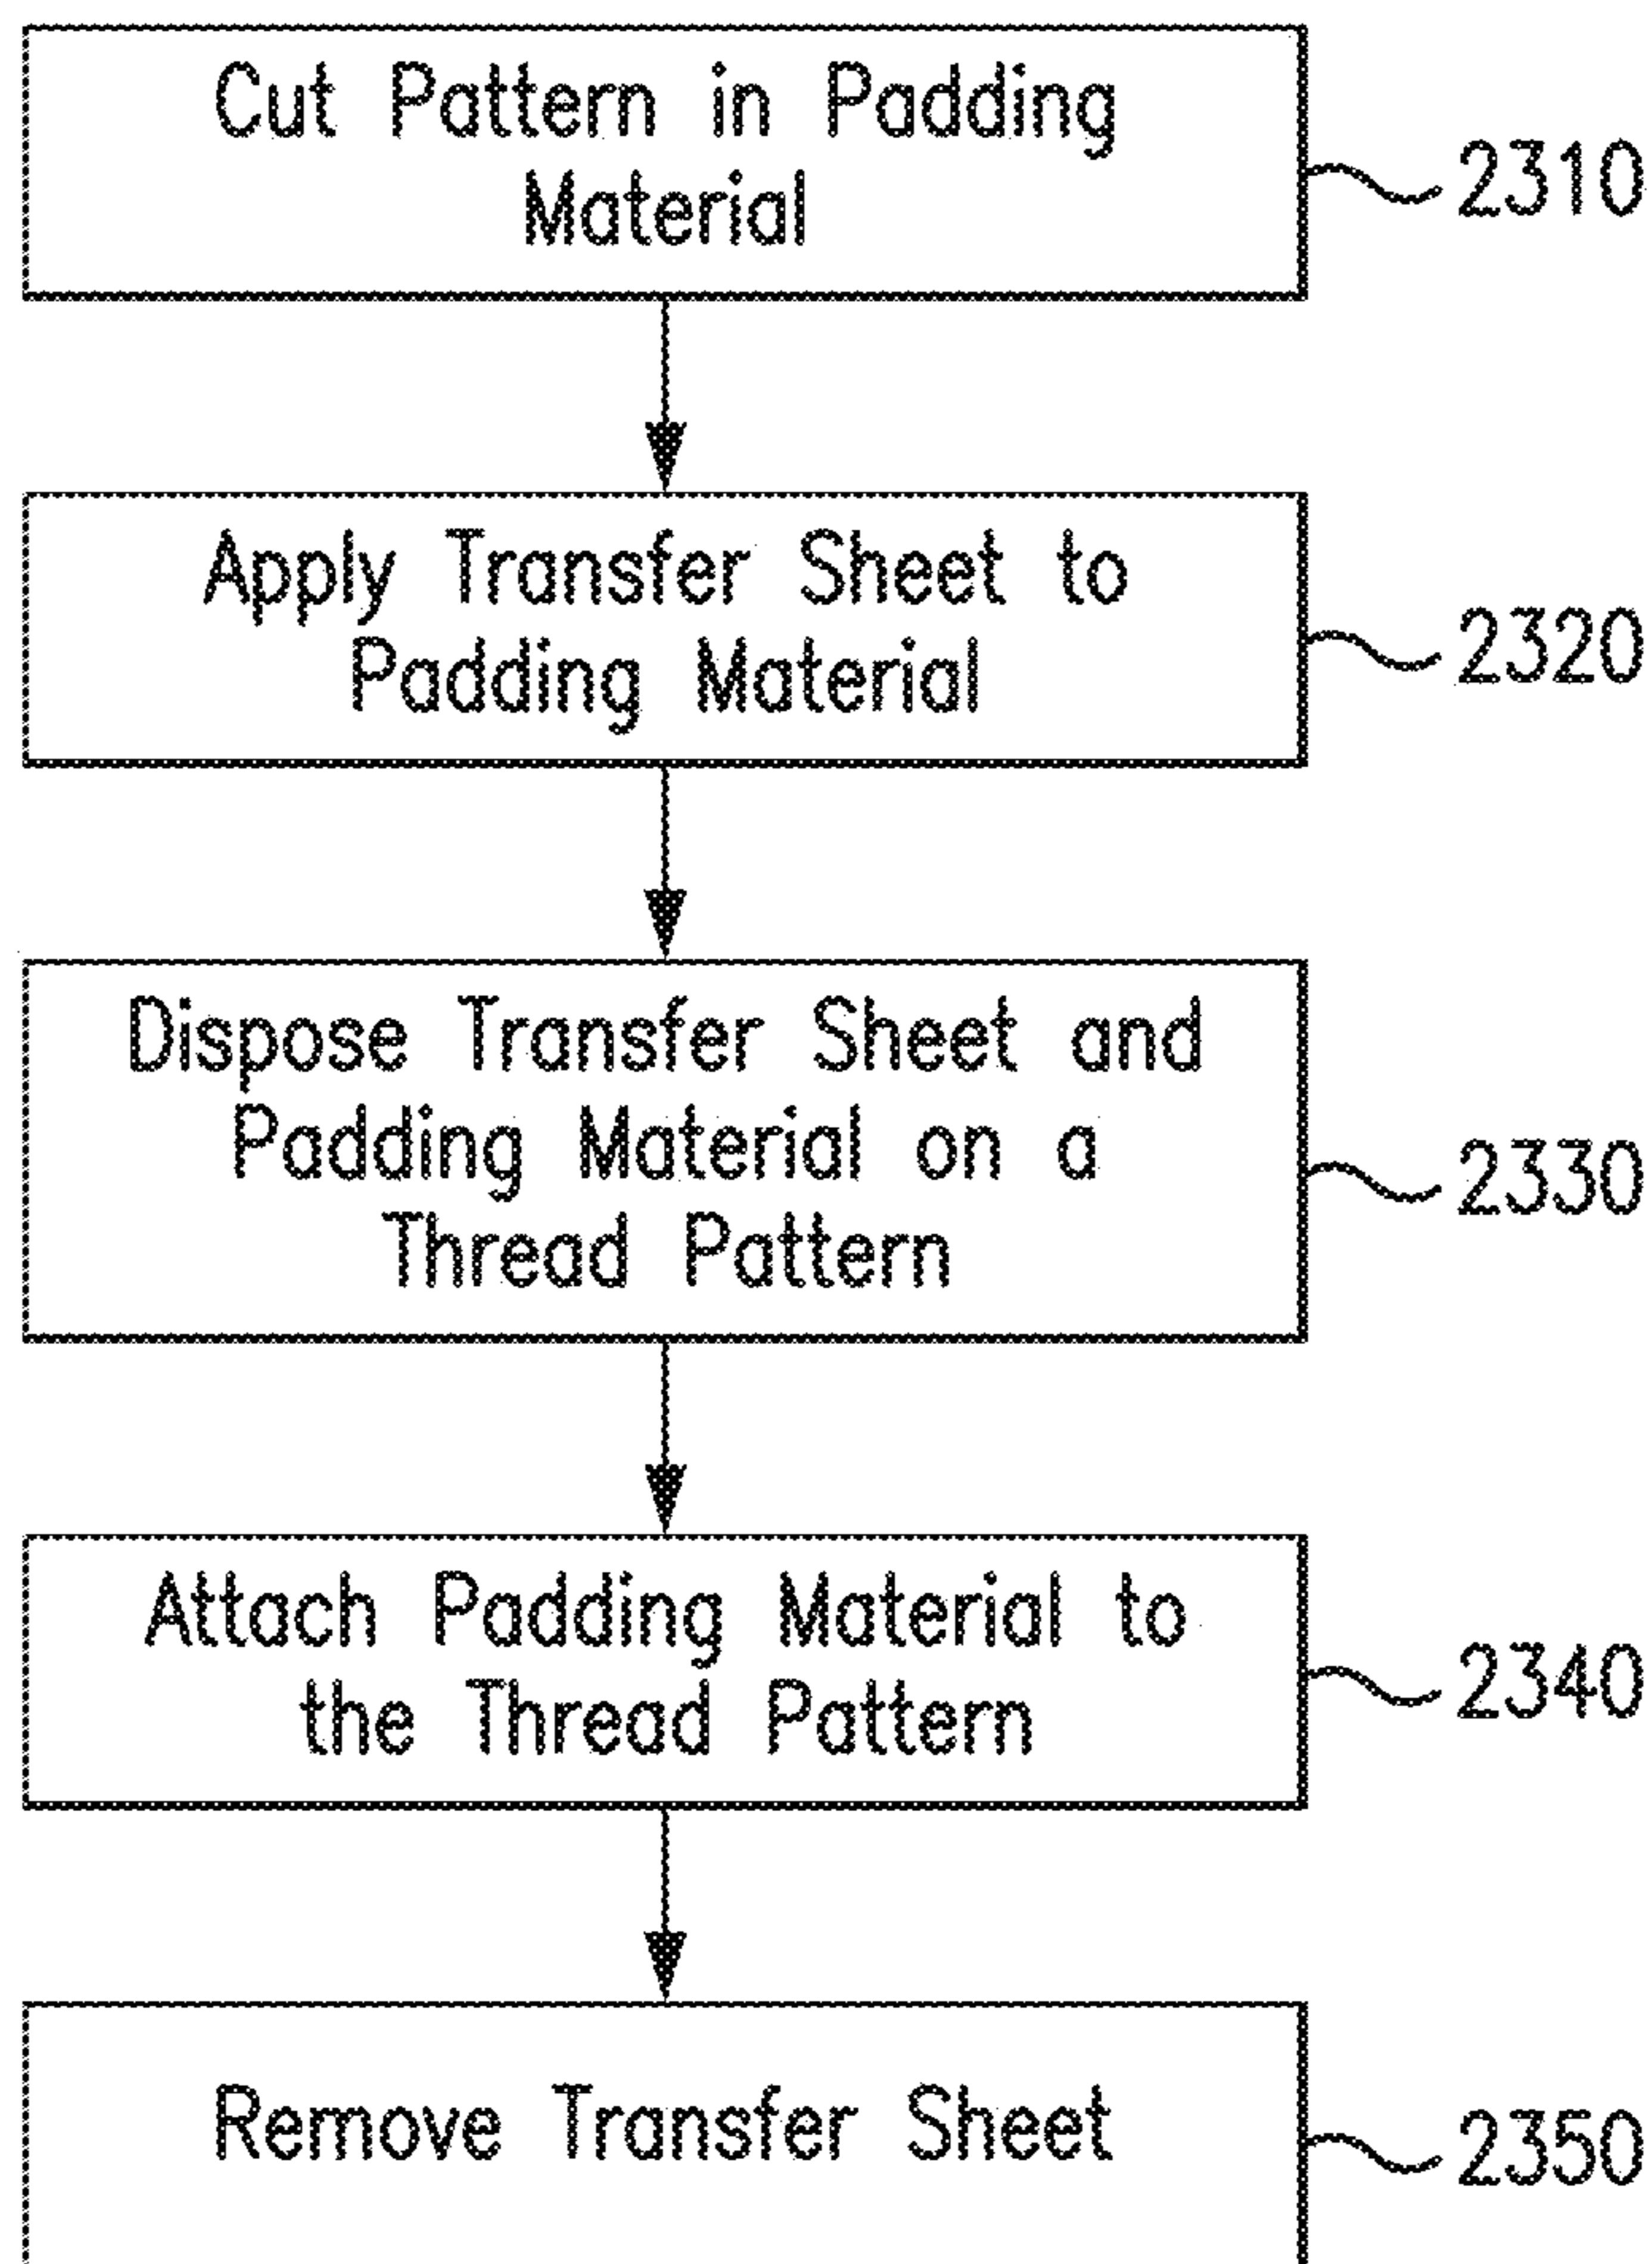 Cut Pattern in Padding
Material
2310
Apply Transfer Sheet to
Padding Material
2320
Dispose Transfer Sheet and
Padding Material on a
Thread Pattern
2330
Attach Padding Material to
the Thread Pattern
2340
Remove Transfer Sheet
2350